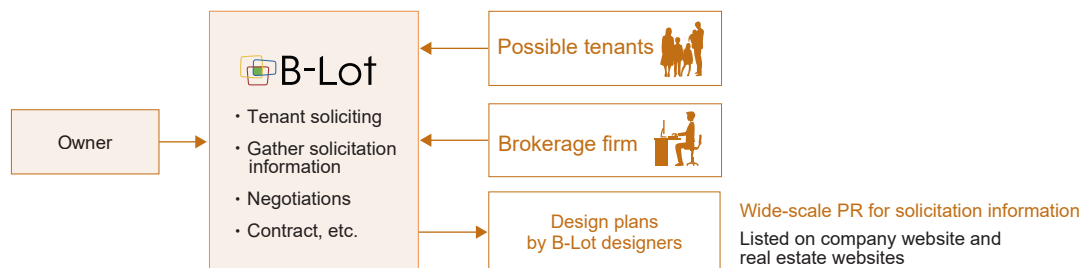 Owner
B-Lot
・Tenant soliciting
・Gather solicitation
information
・Negotiations
・Contract, etc.
Possible tenants
Brokerage firm
Design plans
by B-Lot designers
Wide-scale PR for solicitation information
Listed on company website and
real estate websites